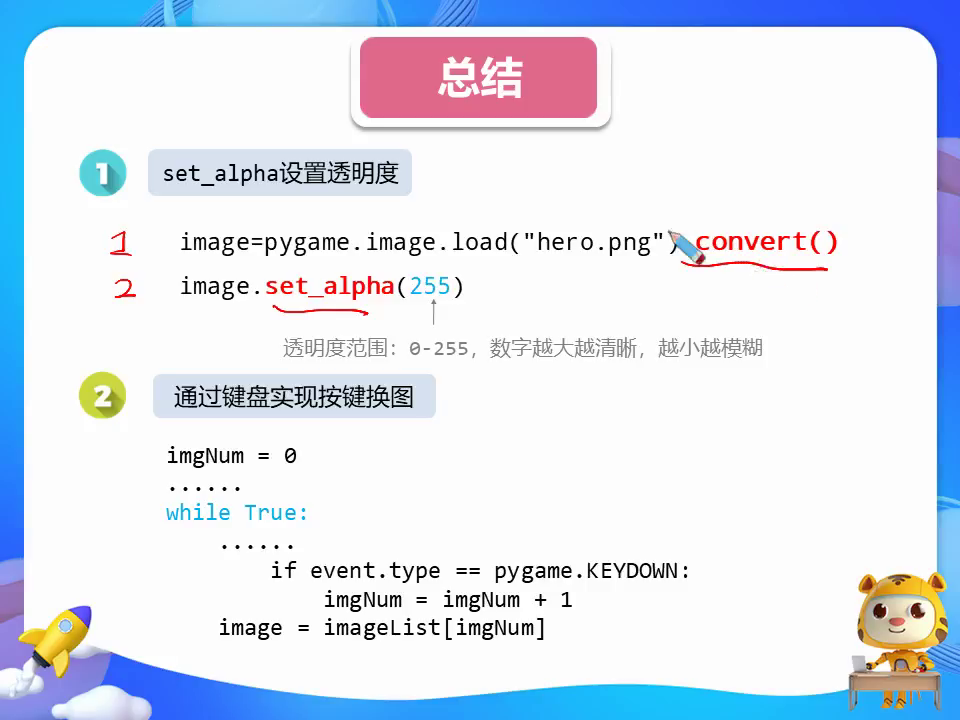 总结
1 set_alpha设置透明度
1 image=pygame.image.load("hero.png").convert()
2 image.set_alpha(255)
透明度范围：0-255，数字越大越清晰，越小越模糊
2 通过键盘实现按键换图
imgNum = 0
......
while True:
......
if event.type == pygame.KEYDOWN:
imgNum = imgNum + 1
image = imageList[imgNum]